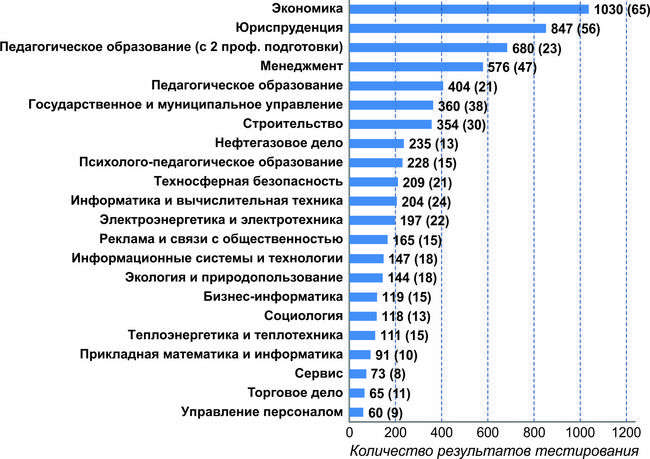 Экономика 1030 (65)
Юриспруденция 847 (56)
Педагогическое образование (с 2 проф. подготовки) 680 (23)
Менеджмент 576 (47)
Педагогическое образование 404 (21)
Государственное и муниципальное управление 360 (38)
Строительство 354 (30)
Нефтегазовое дело 235 (13)
Психолого-педагогическое образование 228 (15)
Техносферная безопасность 209 (21)
Информатика и вычислительная техника 204 (24)
Электроэнергетика и электротехника 197 (22)
Реклама и связи с общественностью 165 (15)
Информационные системы и технологии 147 (18)
Экология и природопользование 144 (18)
Бизнес-информатика 119 (15)
Социология 118 (13)
Теплоэнергетика и теплотехника 111 (15)
Прикладная математика и информатика 91 (10)
Сервис 73 (8)
Торговое дело 65 (11)
Управление персоналом 60 (9)
0 200 400 600 800 1000 1200
Количество результатов тестирования